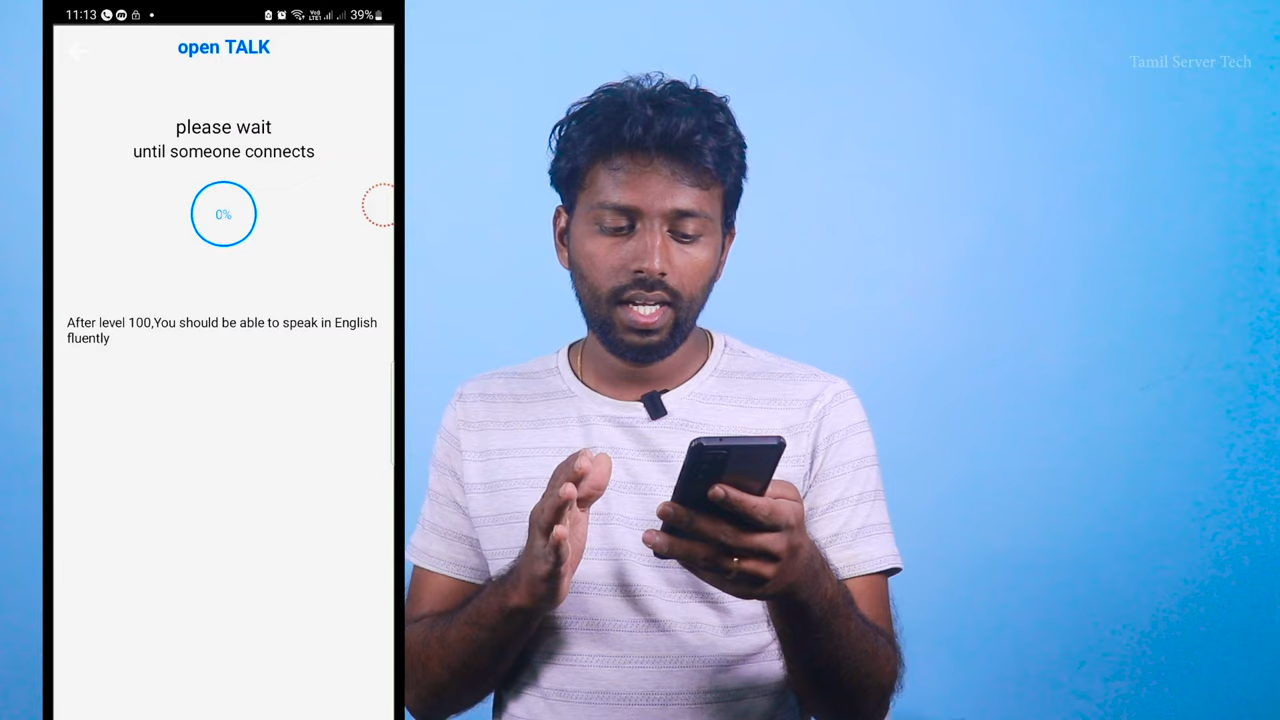 11:13
39%
open TALK
please wait
until someone connects
0%
After level 100,You should be able to speak in English
fluently
Tamil Server Tech